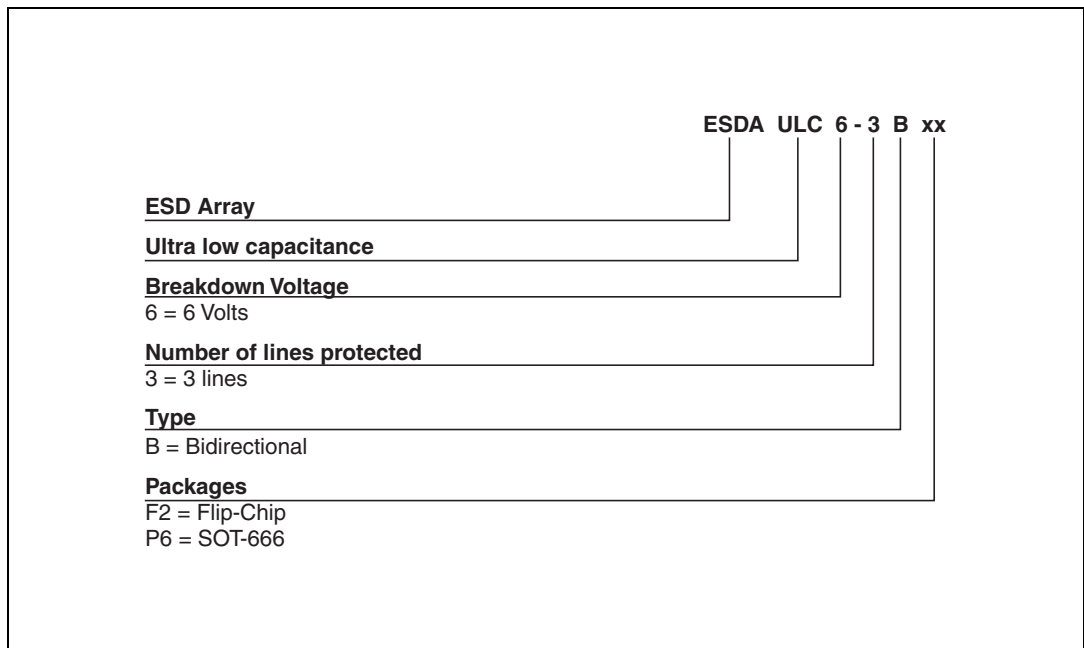 ESDA ULC 6 - 3 B xx
ESD Array
Ultra low capacitance
Breakdown Voltage
6 = 6 Volts
Number of lines protected
3 = 3 lines
Type
B = Bidirectional
Packages
F2 = Flip-Chip
P6 = SOT-666